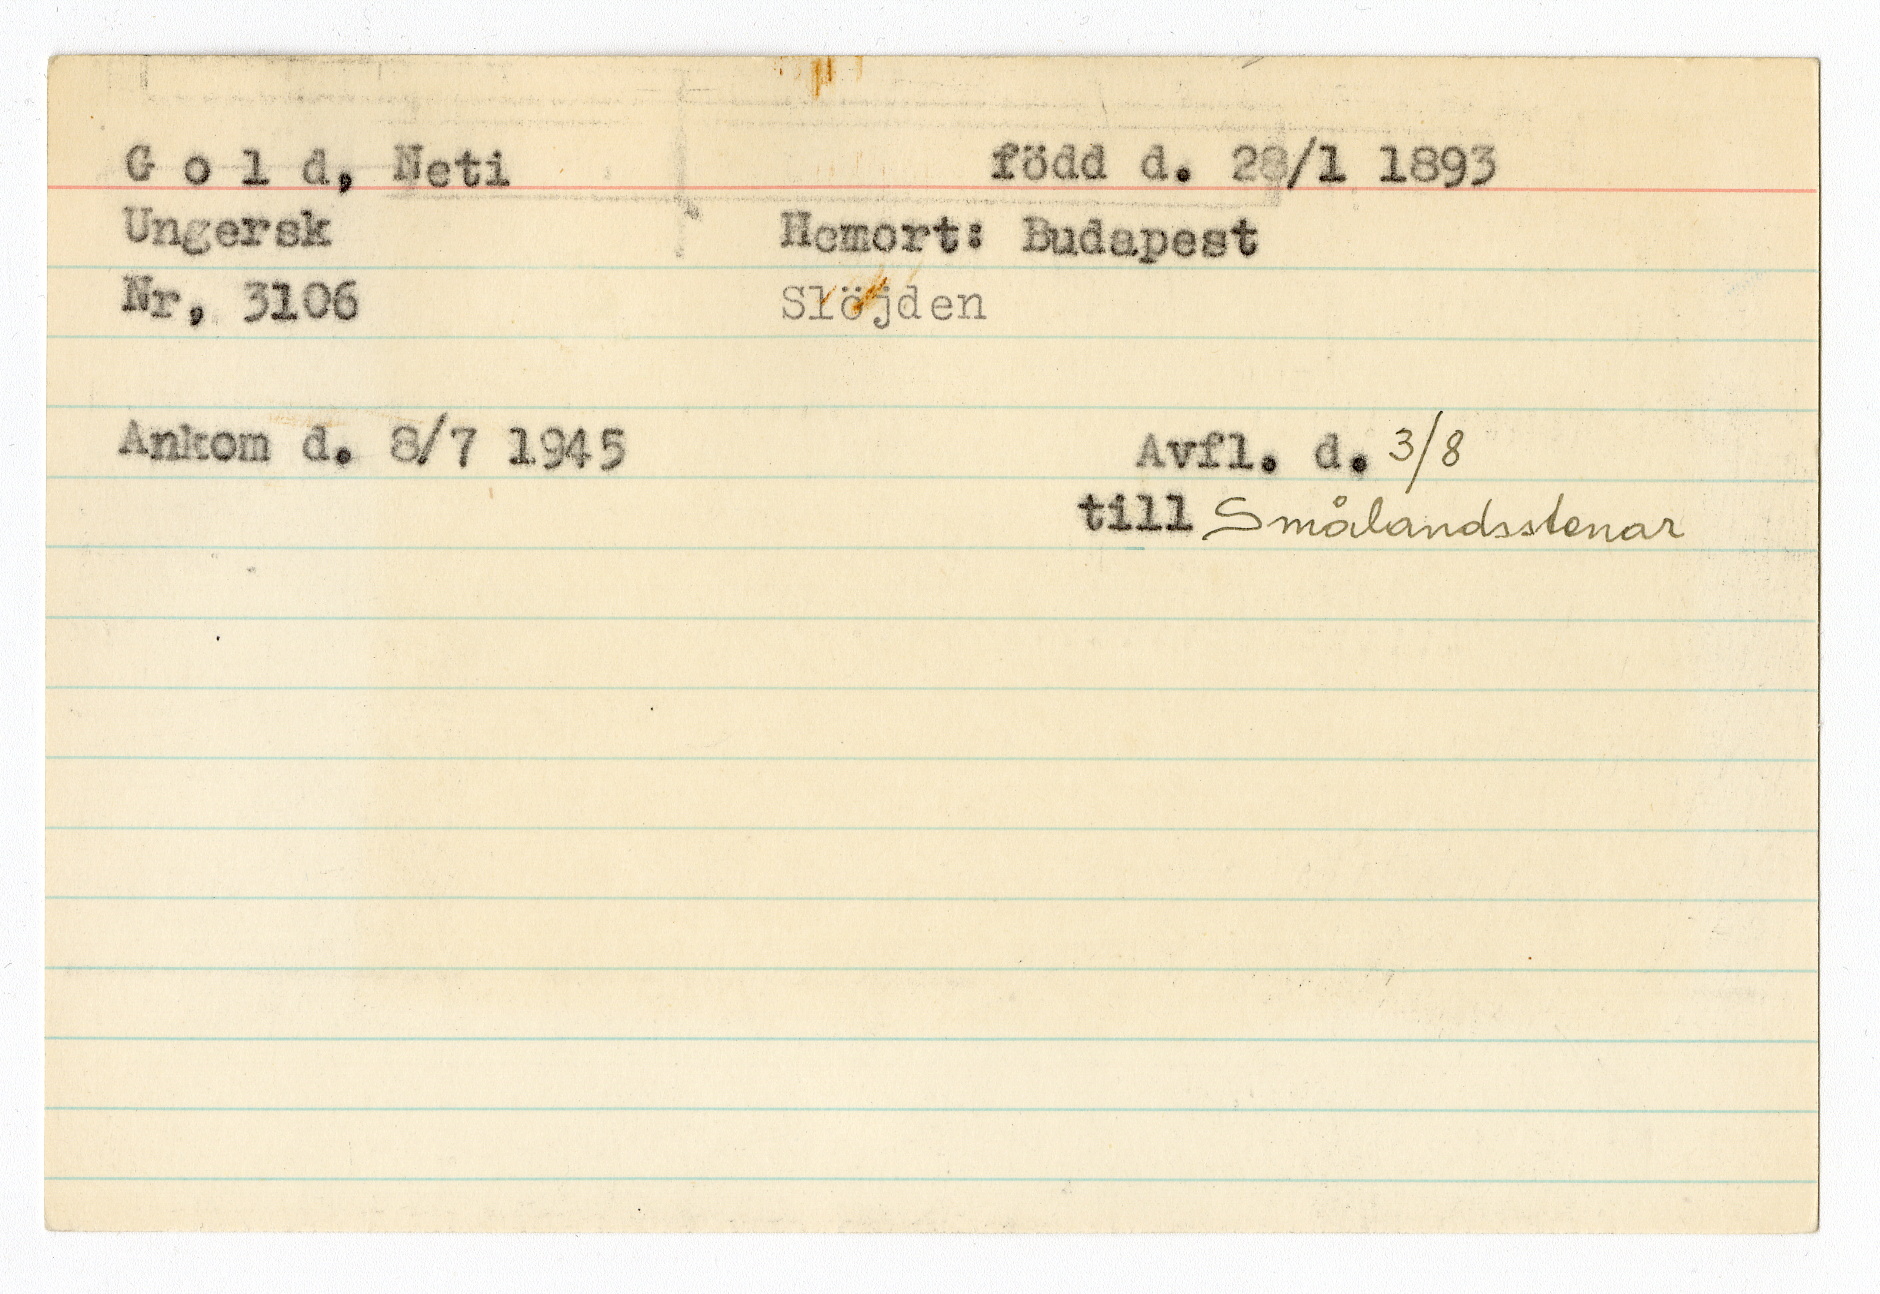 G o l d, Neti född d. 28/1 1893
Ungersk Hemort: Budapest
Nr, 3106 Slöjden
Ankom d. 8/7 1945 Avfl. d. 3/8
till Smålandsstenar